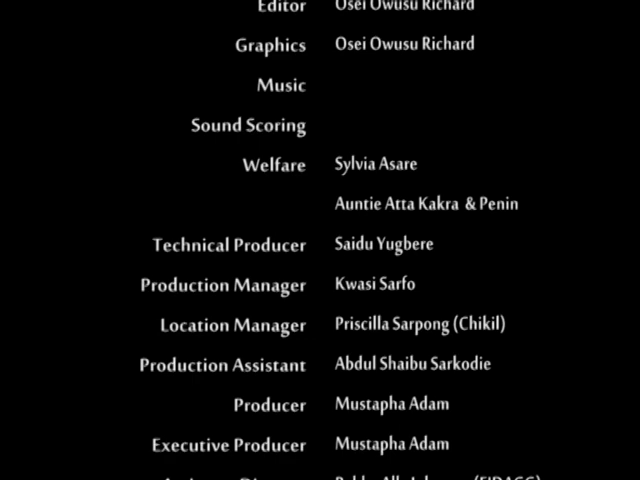 Editor Osei Owusu Richard
Graphics Osei Owusu Richard
Music
Sound Scoring
Welfare Sylvia Asare
Auntie Atta Kakra & Penin
Technical Producer Saidu Yugbere
Production Manager Kwasi Sarfo
Location Manager Priscilla Sarpong (Chikil)
Production Assistant Abdul Shaibu Sarkodie
Producer Mustapha Adam
Executive Producer Mustapha Adam